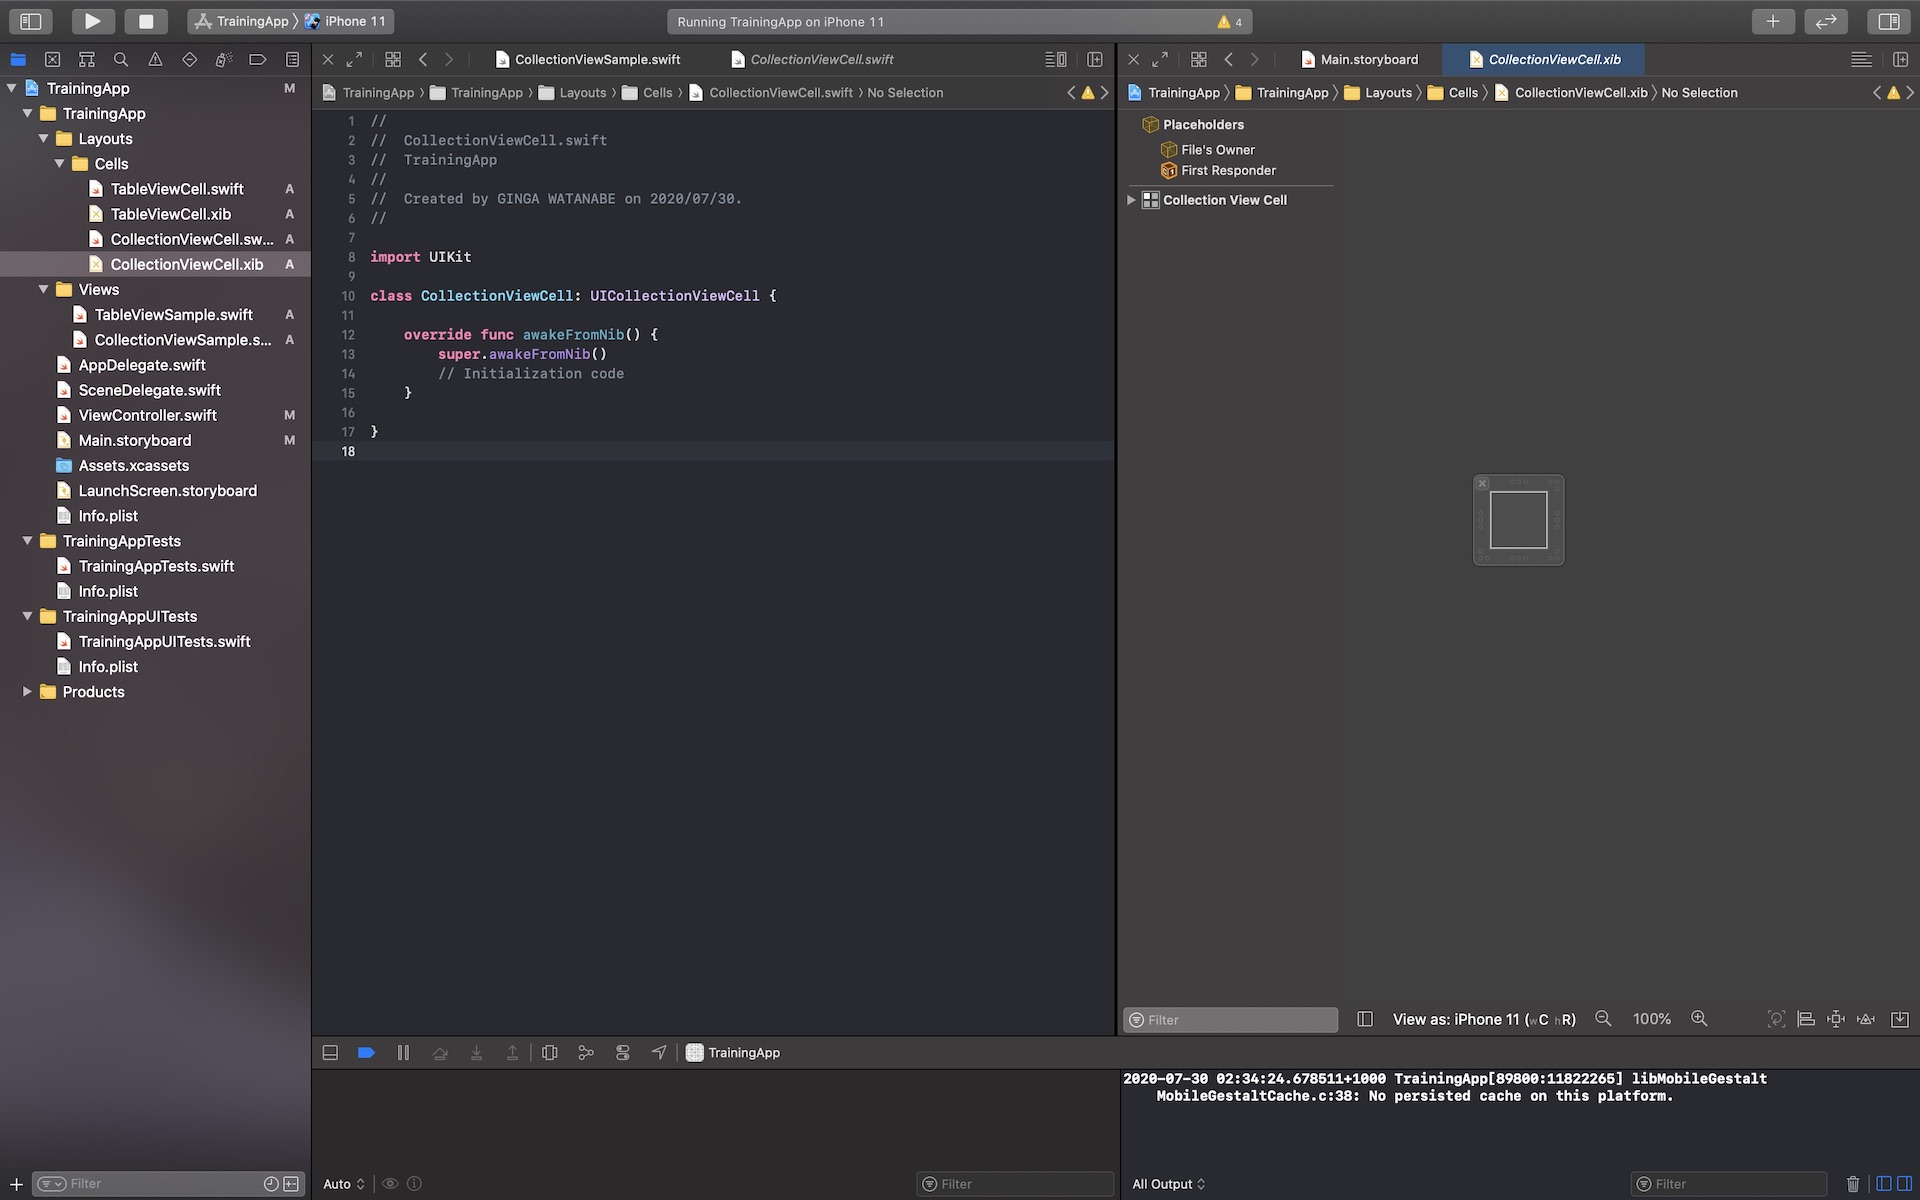 TrainingApp 〉 iPhone 11
Running TrainingApp on iPhone 11
4
TrainingApp M
TrainingApp
Layouts
Cells
TableViewCell.swift A
TableViewCell.xib A
CollectionViewCell.sw... A
CollectionViewCell.xib A
Views
TableViewSample.swift A
CollectionViewSample.s... A
AppDelegate.swift
SceneDelegate.swift
ViewController.swift M
Main.storyboard M
Assets.xcassets
LaunchScreen.storyboard
Info.plist
TrainingAppTests
TrainingAppTests.swift
Info.plist
TrainingAppUITests
TrainingAppUITests.swift
Info.plist
Products
Filter
CollectionViewSample.swift
CollectionViewCell.swift
TrainingApp 〉 TrainingApp 〉 Layouts 〉 Cells 〉 CollectionViewCell.swift 〉 No Selection
1 //
2 //  CollectionViewCell.swift
3 //  TrainingApp
4 //
5 //  Created by GINGA WATANABE on 2020/07/30.
6 //
7
8 import UIKit
9
10 class CollectionViewCell: UICollectionViewCell {
11
12     override func awakeFromNib() {
13         super.awakeFromNib()
14         // Initialization code
15     }
16
17 }
18
Main.storyboard
CollectionViewCell.xib
TrainingApp 〉 TrainingApp 〉 Layouts 〉 Cells 〉 CollectionViewCell.xib 〉 No Selection
Placeholders
File's Owner
First Responder
Collection View Cell
Filter
View as: iPhone 11 (wC hR)
100%
TrainingApp
2020-07-30 02:34:24.678511+1000 TrainingApp[89800:11822265] libMobileGestalt
MobileGestaltCache.c:38: No persisted cache on this platform.
Auto
Filter
All Output
Filter